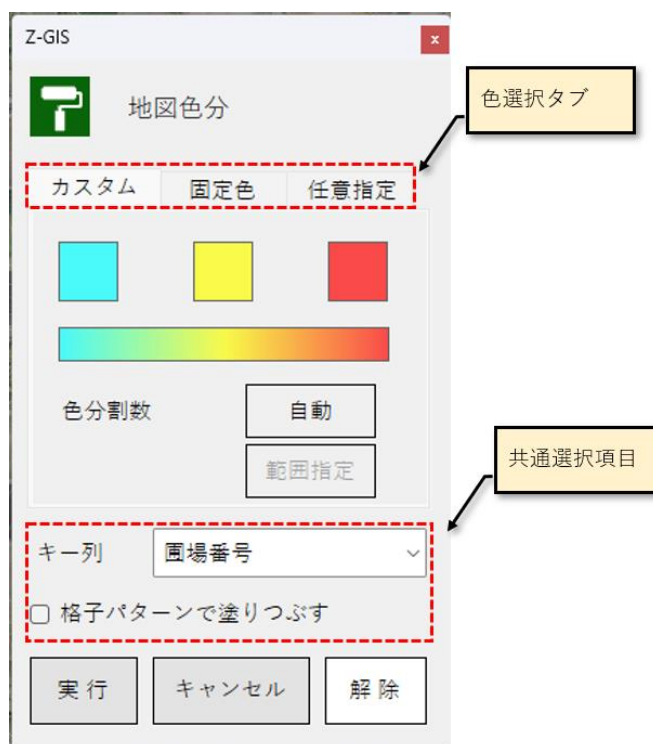 Z-GIS
x
地図色分
色選択タブ
カスタム 固定色 任意指定
色分割数 自動
範囲指定
共通選択項目
キー列 圃場番号
格子パターンで塗りつぶす
実 行 キャンセル 解 除